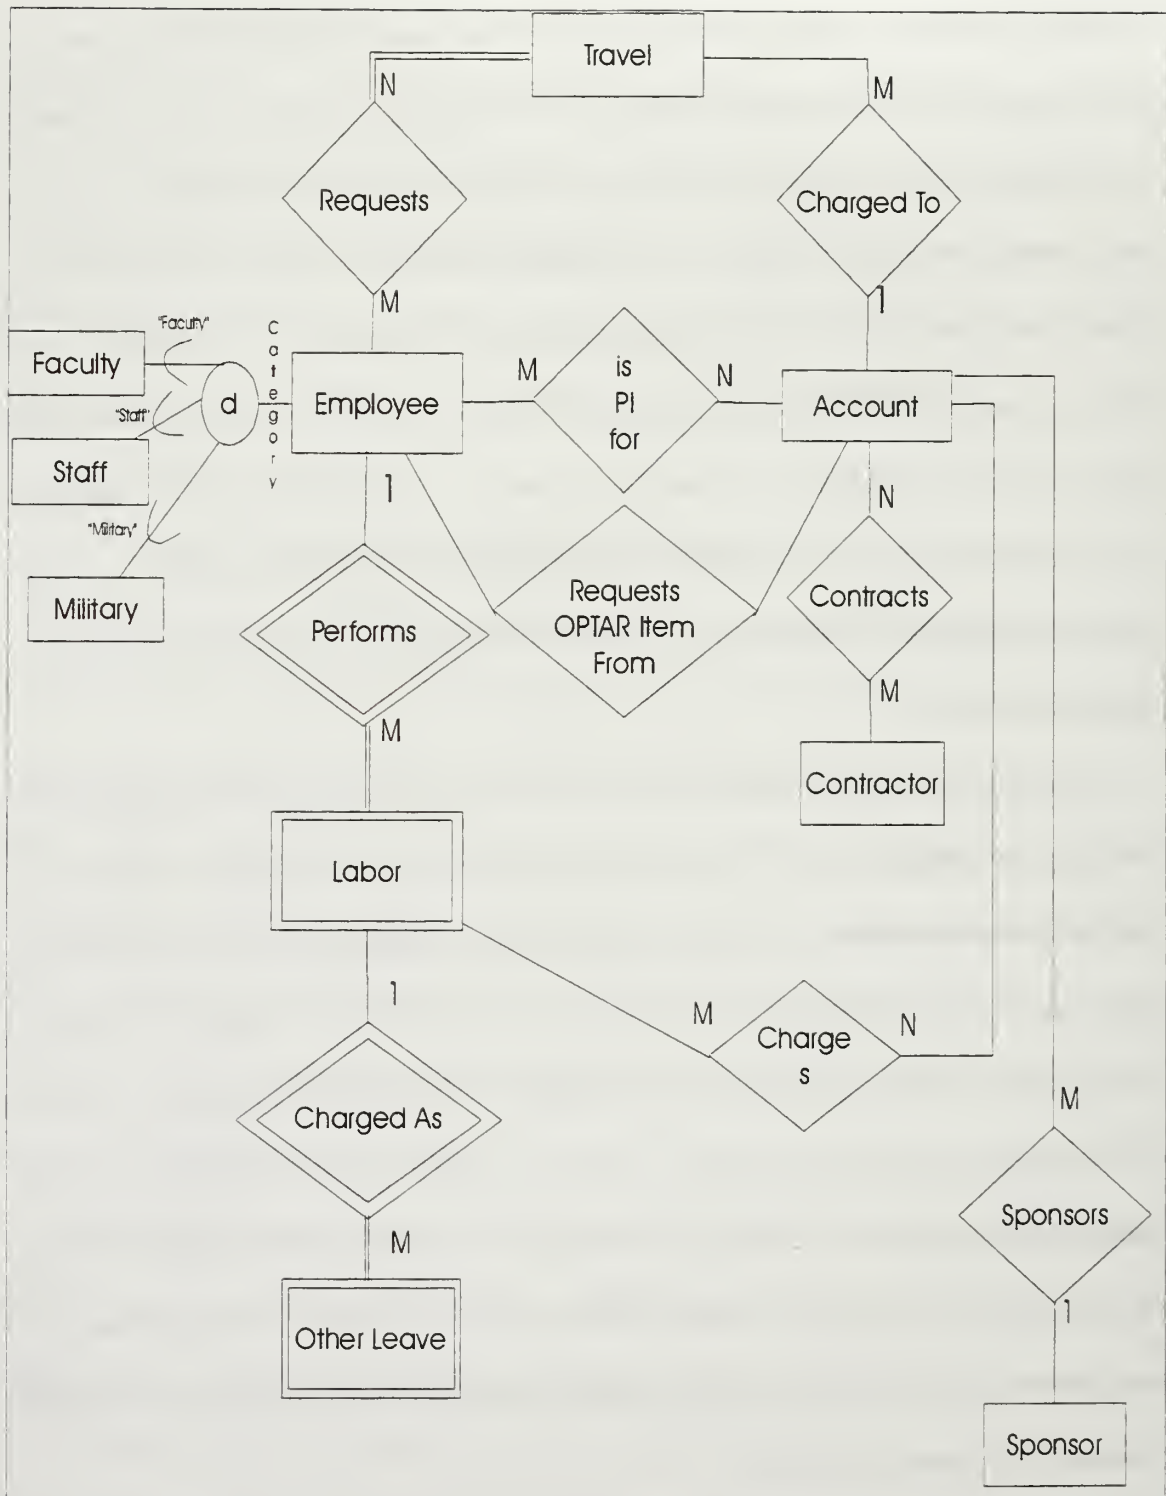 Travel
N
M
Requests
Charged To
M
1
"Faculty"
Category
Faculty
d
Employee
M
is
PI
for
N
Account
"Staff"
Staff
1
N
"Military"
Military
Performs
Requests
OPTAR Item
From
Contracts
M
M
Contractor
Labor
1
M
Charge
s
N
Charged As
M
M
Sponsors
Other Leave
1
Sponsor